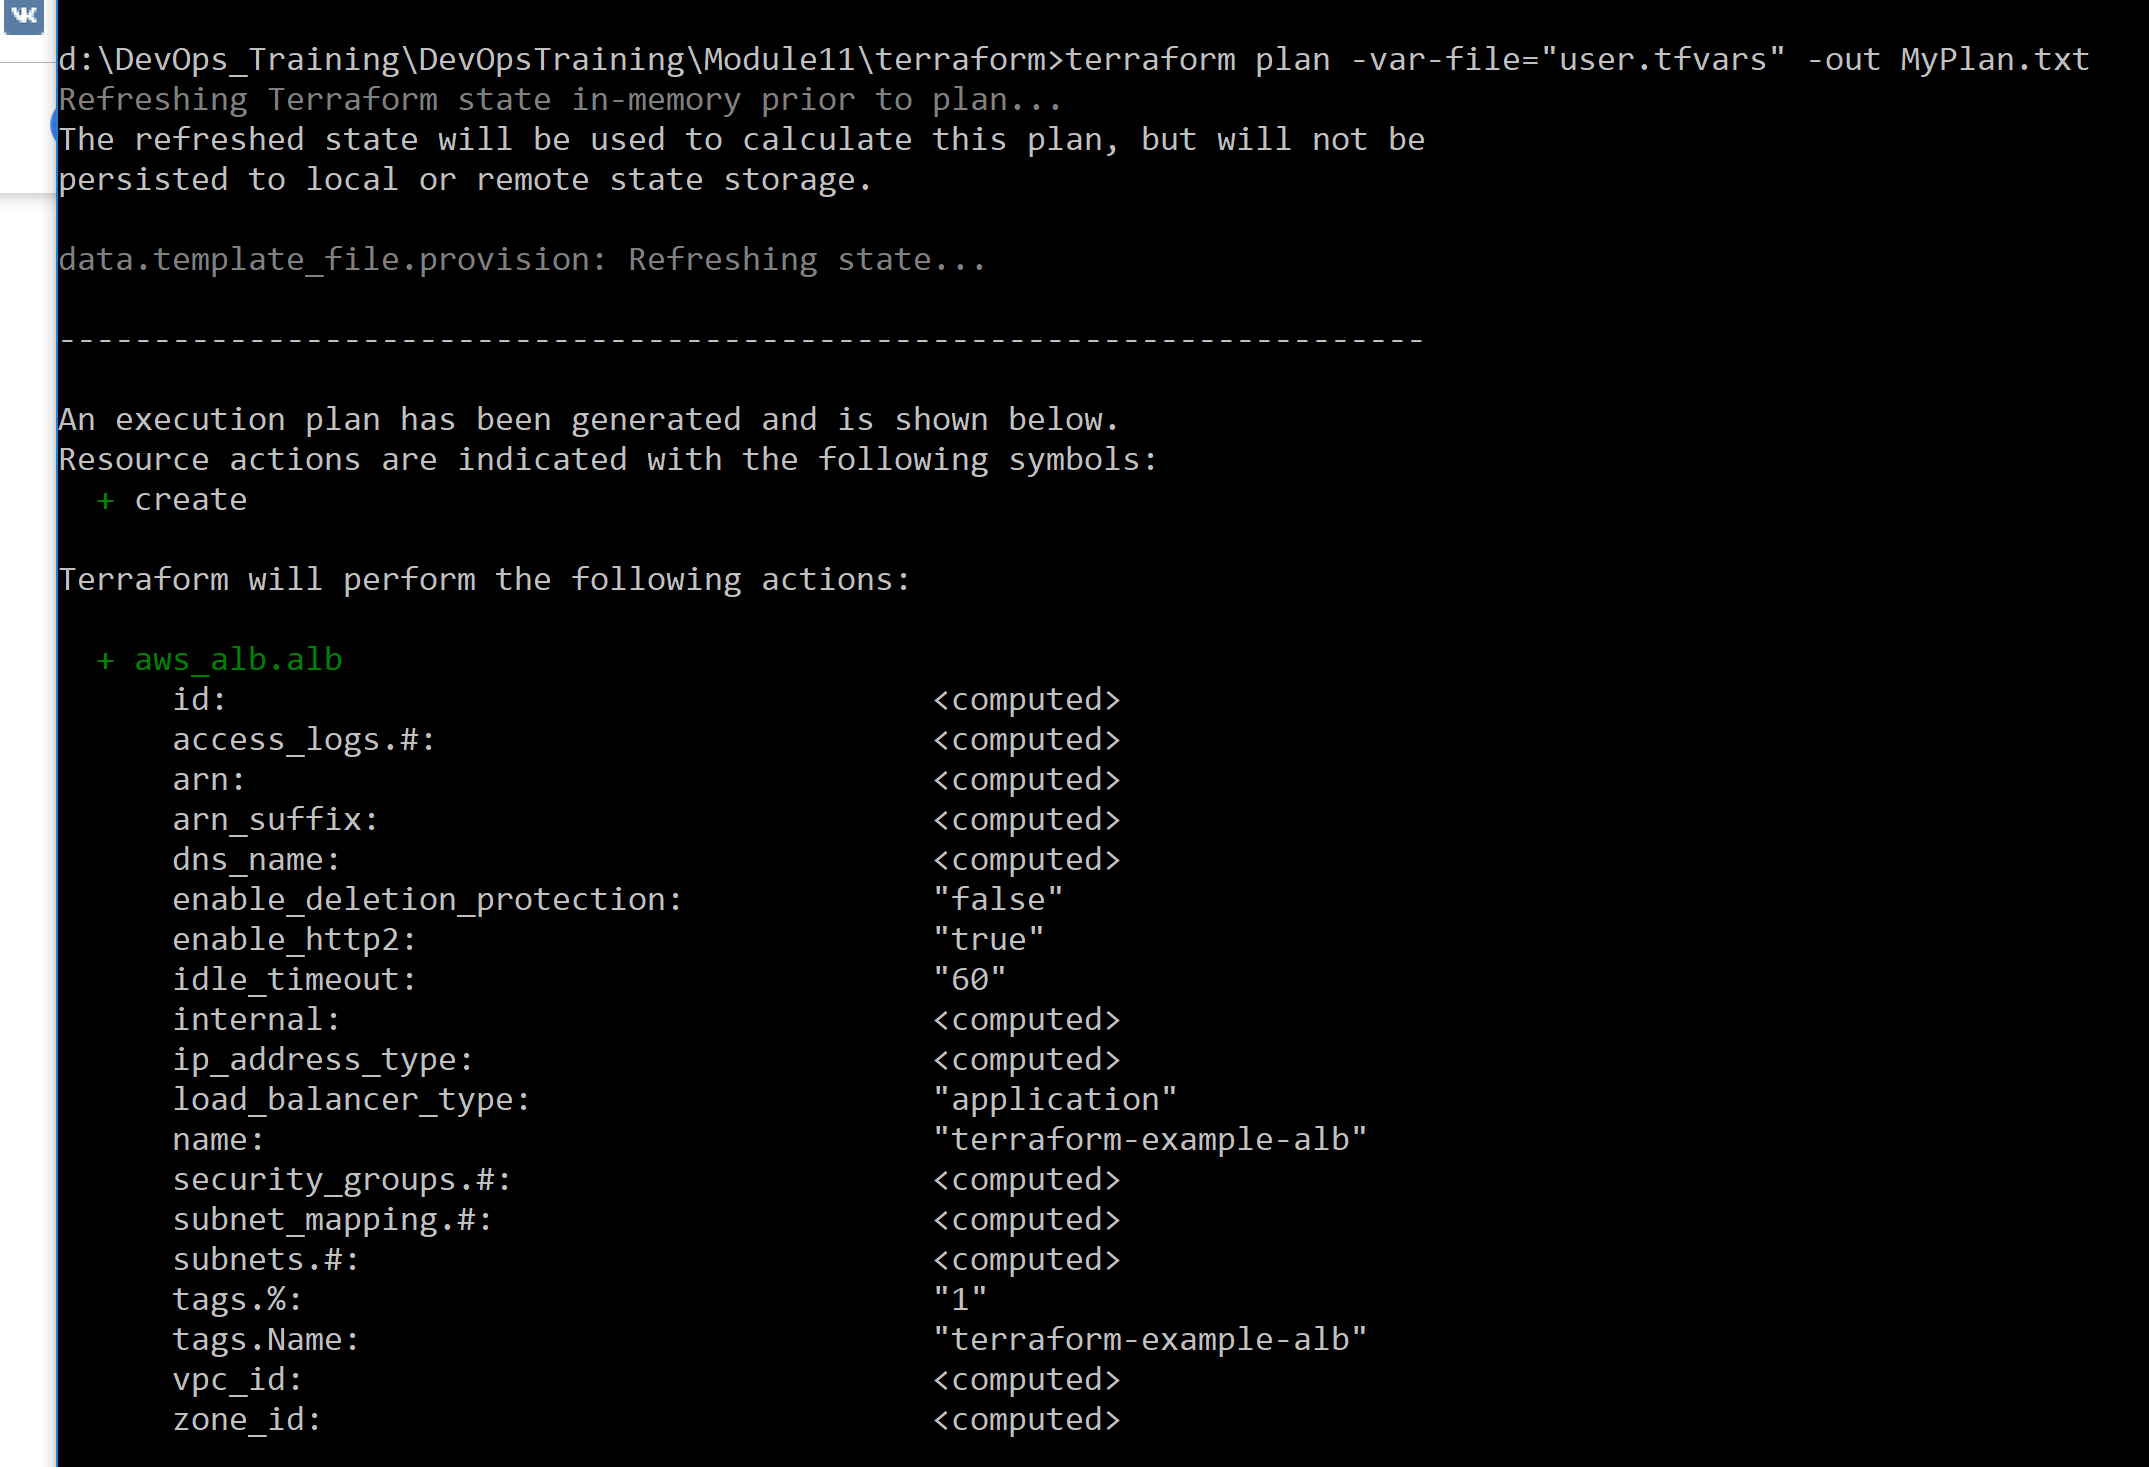 d:\DevOps_Training\DevOpsTraining\Module11\terraform>terraform plan -var-file="user.tfvars" -out MyPlan.txt
Refreshing Terraform state in-memory prior to plan...
The refreshed state will be used to calculate this plan, but will not be
persisted to local or remote state storage.
data.template_file.provision: Refreshing state...
------------------------------------------------------------------------
An execution plan has been generated and is shown below.
Resource actions are indicated with the following symbols:
+ create
Terraform will perform the following actions:
+ aws_alb.alb
id: <computed>
access_logs.#: <computed>
arn: <computed>
arn_suffix: <computed>
dns_name: <computed>
enable_deletion_protection: "false"
enable_http2: "true"
idle_timeout: "60"
internal: <computed>
ip_address_type: <computed>
load_balancer_type: "application"
name: "terraform-example-alb"
security_groups.#: <computed>
subnet_mapping.#: <computed>
subnets.#: <computed>
tags.%: "1"
tags.Name: "terraform-example-alb"
vpc_id: <computed>
zone_id: <computed>